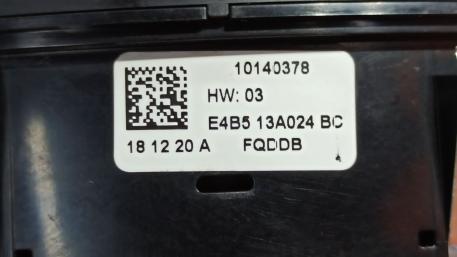 10140378
HW: 03
E4B5 13A024 BC
18 12 20 A FQDDB